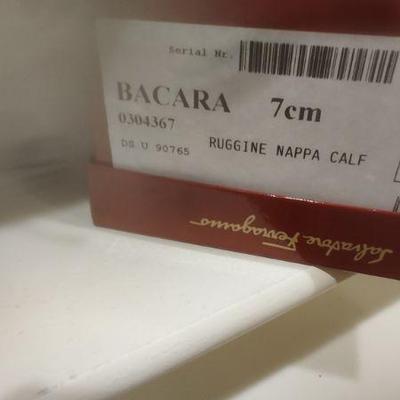 Serial Nr.
BACARA 7cm
0304367
DS U 90765 RUGGINE NAPPA CALF
Salvatore Ferragamo